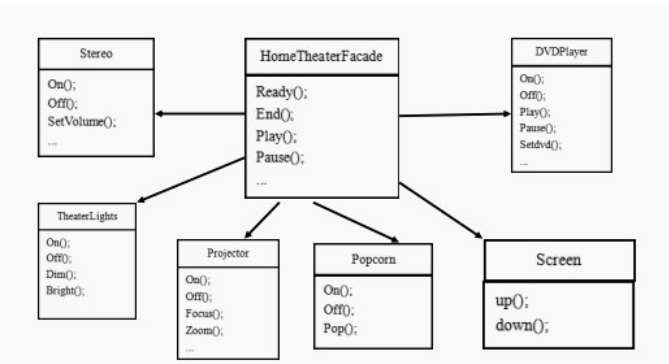 Stereo
On();
Off();
SetVolume();
...
HomeTheaterFacade
Ready();
End();
Play();
Pause();
...
DVDPlayer
On();
Off();
Play();
Pause();
Setdvd();
...
TheaterLights
On();
Off();
Dim();
Bright();
Projector
On();
Off();
Focus();
Zoom();
...
Popcorn
On();
Off();
Pop();
Screen
up();
down();